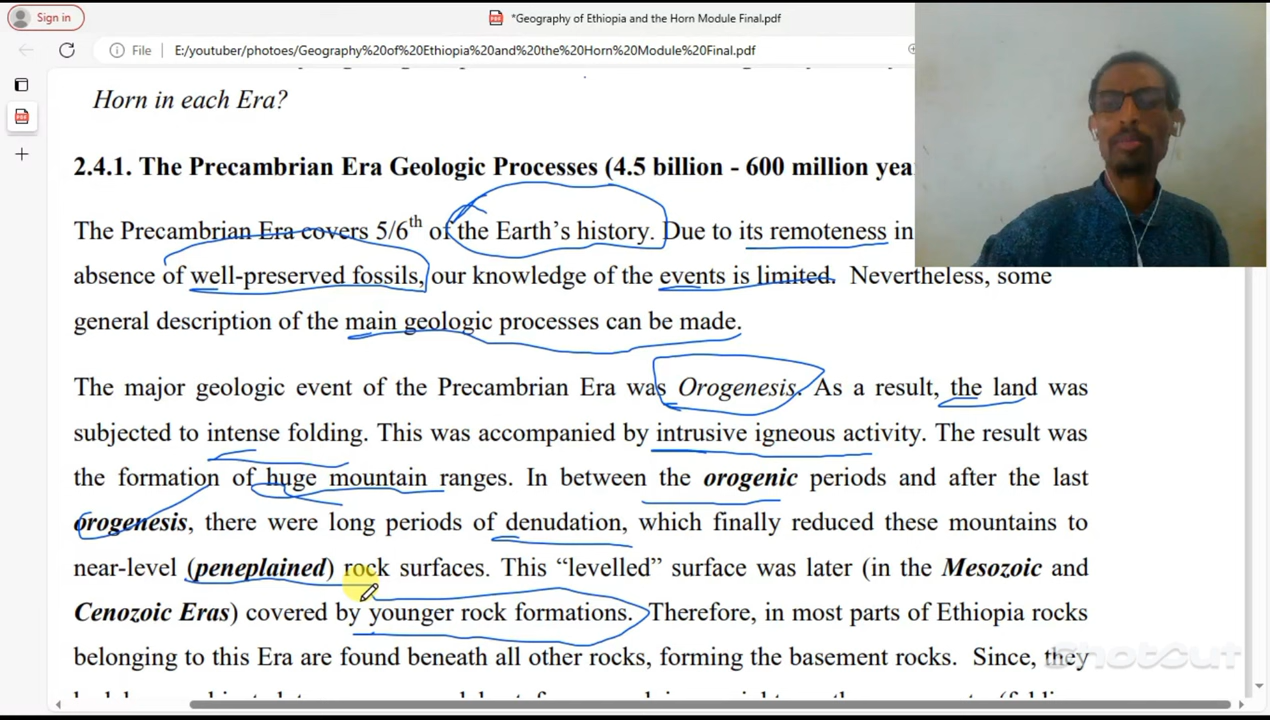 Sign in
*Geography of Ethiopia and the Horn Module Final.pdf
File
E:/youtuber/photoes/Geography%20of%20Ethiopia%20and%20the%20Horn%20Module%20Final.pdf
Horn in each Era?
2.4.1. The Precambrian Era Geologic Processes (4.5 billion - 600 million yea
The Precambrian Era covers 5/6th of the Earth's history. Due to its remoteness in
absence of well-preserved fossils, our knowledge of the events is limited. Nevertheless, some
general description of the main geologic processes can be made.
The major geologic event of the Precambrian Era was Orogenesis. As a result, the land was
subjected to intense folding. This was accompanied by intrusive igneous activity. The result was
the formation of huge mountain ranges. In between the orogenic periods and after the last
orogenesis, there were long periods of denudation, which finally reduced these mountains to
near-level (peneplained) rock surfaces. This “levelled” surface was later (in the Mesozoic and
Cenozoic Eras) covered by younger rock formations. Therefore, in most parts of Ethiopia rocks
belonging to this Era are found beneath all other rocks, forming the basement rocks. Since, they
shotcut